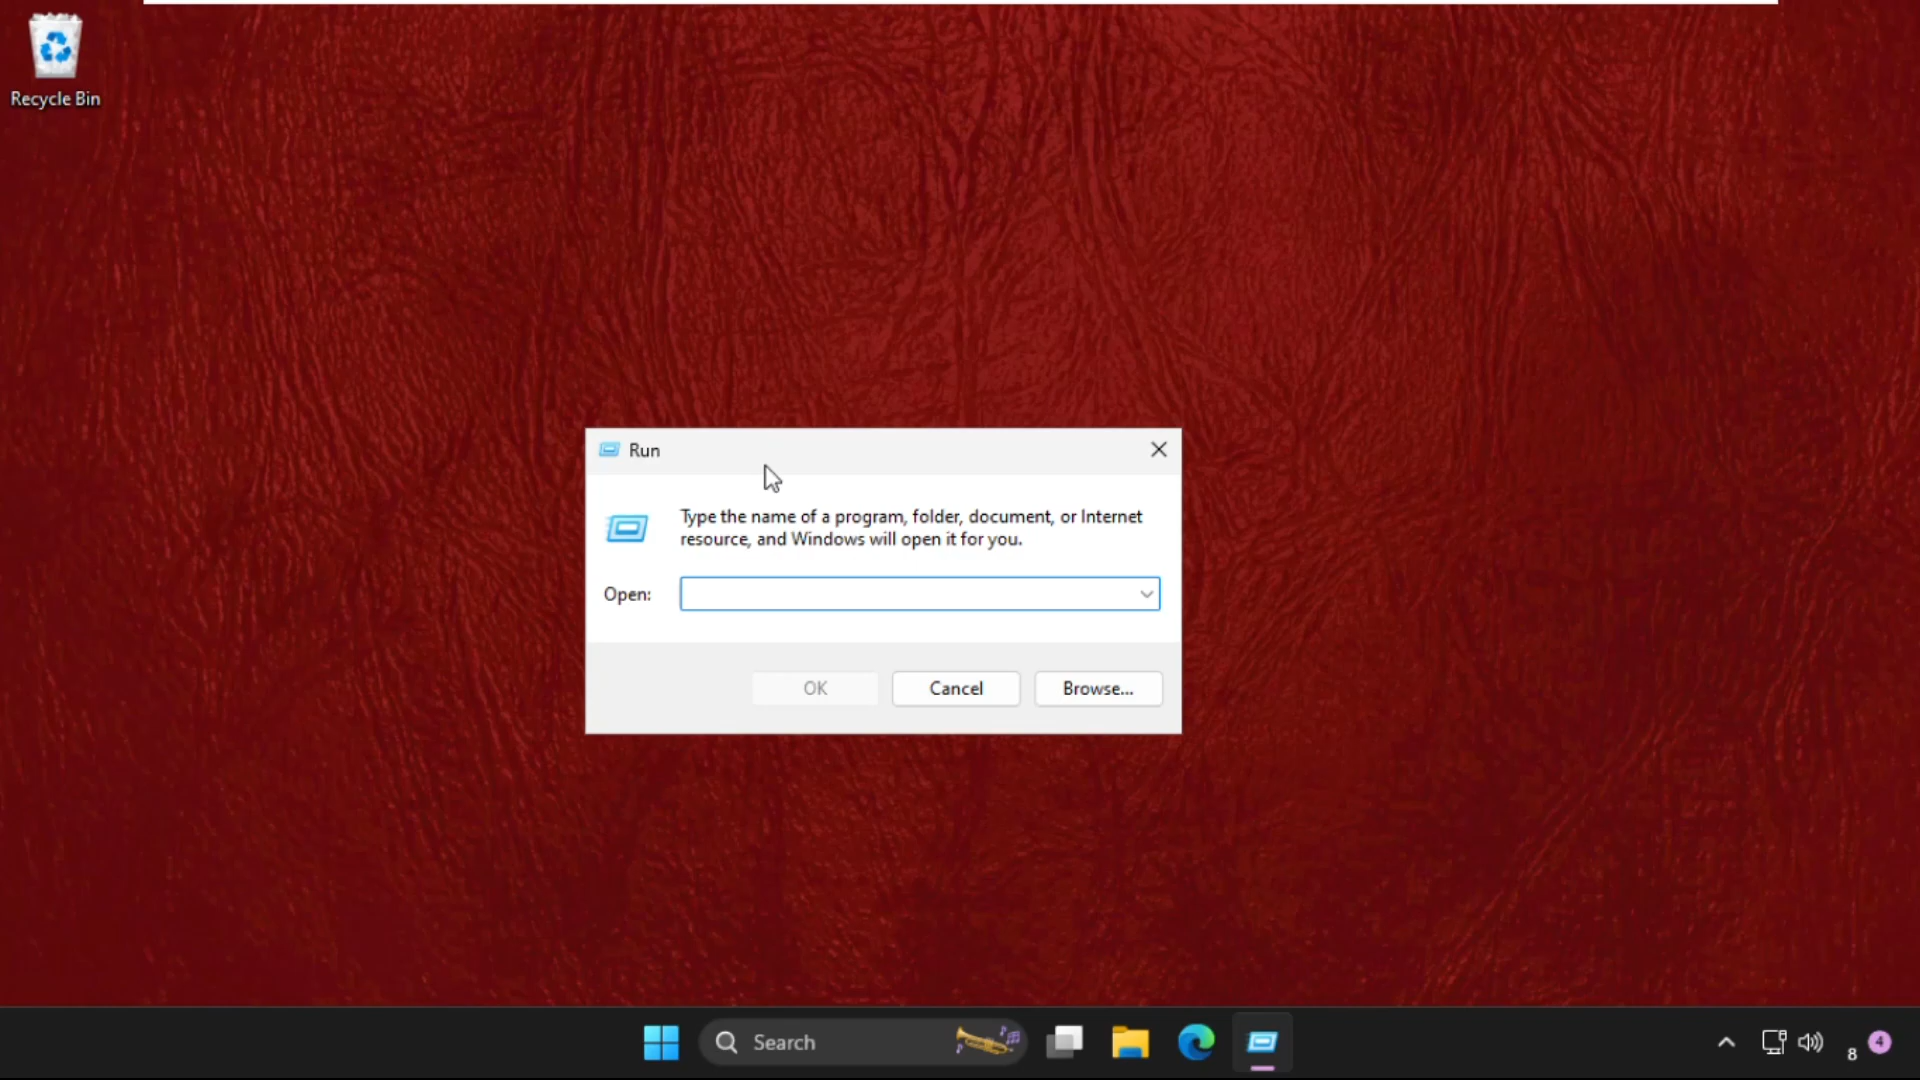 Recycle Bin
Run
Type the name of a program, folder, document, or Internet
resource, and Windows will open it for you.
Open:
OK
Cancel
Browse...
Search
8
4